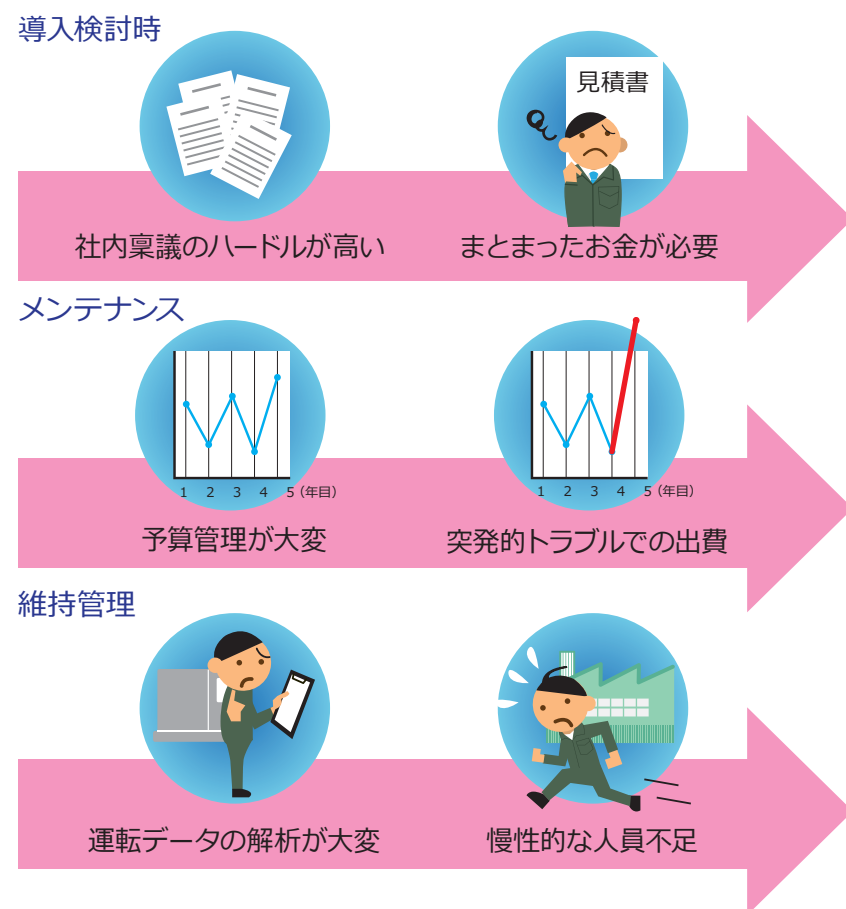 導入検討時
見積書
社内稟議のハードルが高い
まとまったお金が必要
メンテナンス
1 2 3 4 5（年目）
1 2 3 4 5（年目）
予算管理が大変
突発的トラブルでの出費
維持管理
運転データの解析が大変
慢性的な人員不足